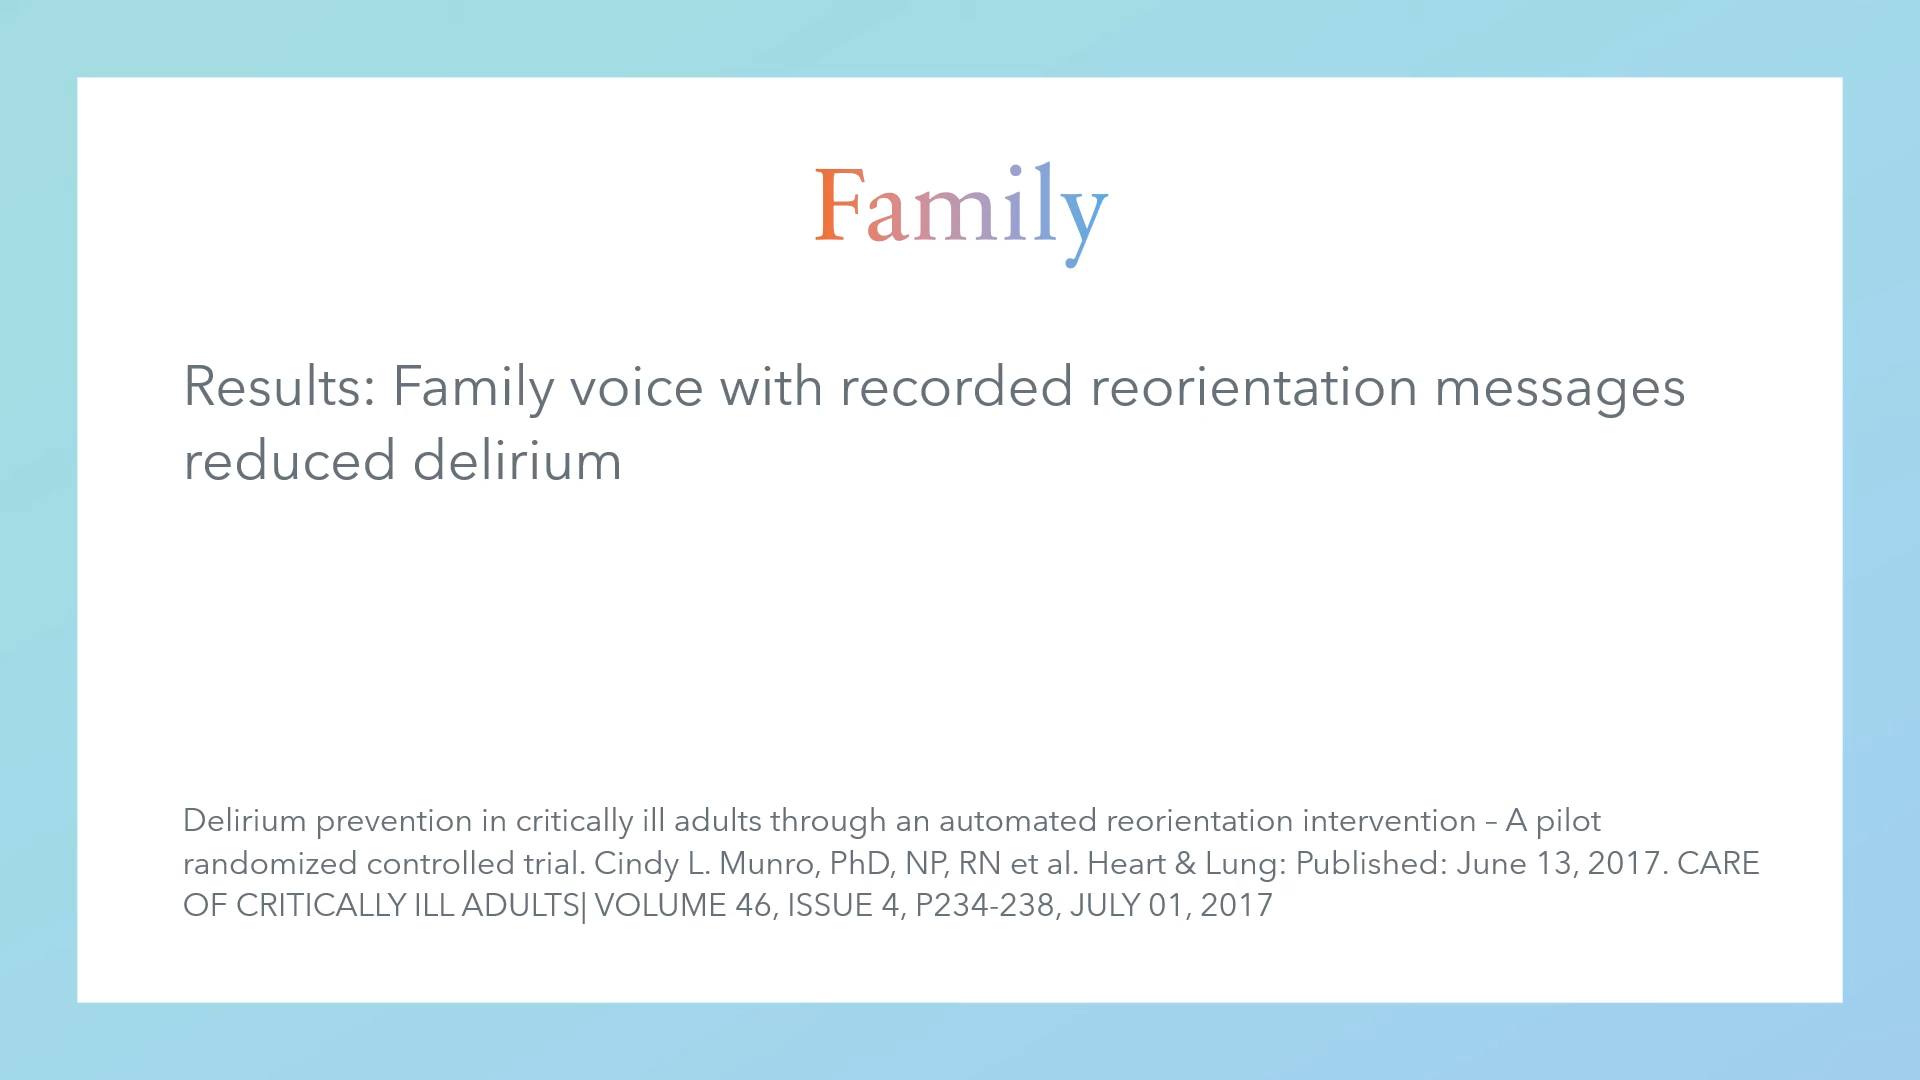 Family
Results: Family voice with recorded reorientation messages
reduced delirium
Delirium prevention in critically ill adults through an automated reorientation intervention – A pilot
randomized controlled trial. Cindy L. Munro, PhD, NP, RN et al. Heart & Lung: Published: June 13, 2017. CARE
OF CRITICALLY ILL ADULTS| VOLUME 46, ISSUE 4, P234-238, JULY 01, 2017